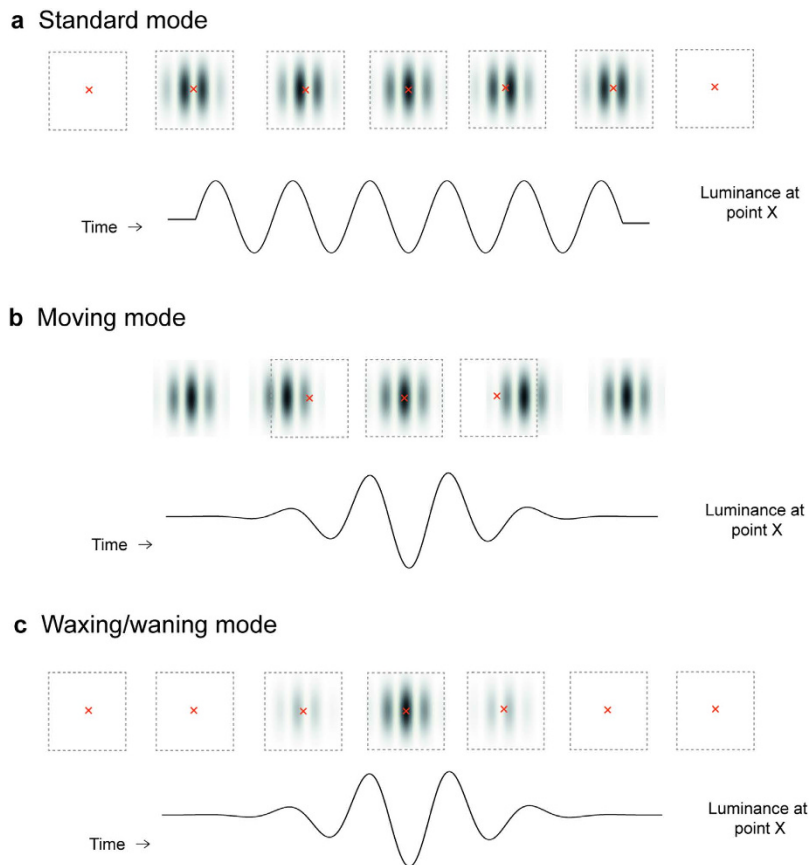 a Standard mode
Time →
Luminance at
point X
b Moving mode
Time →
Luminance at
point X
c Waxing/waning mode
Time →
Luminance at
point X